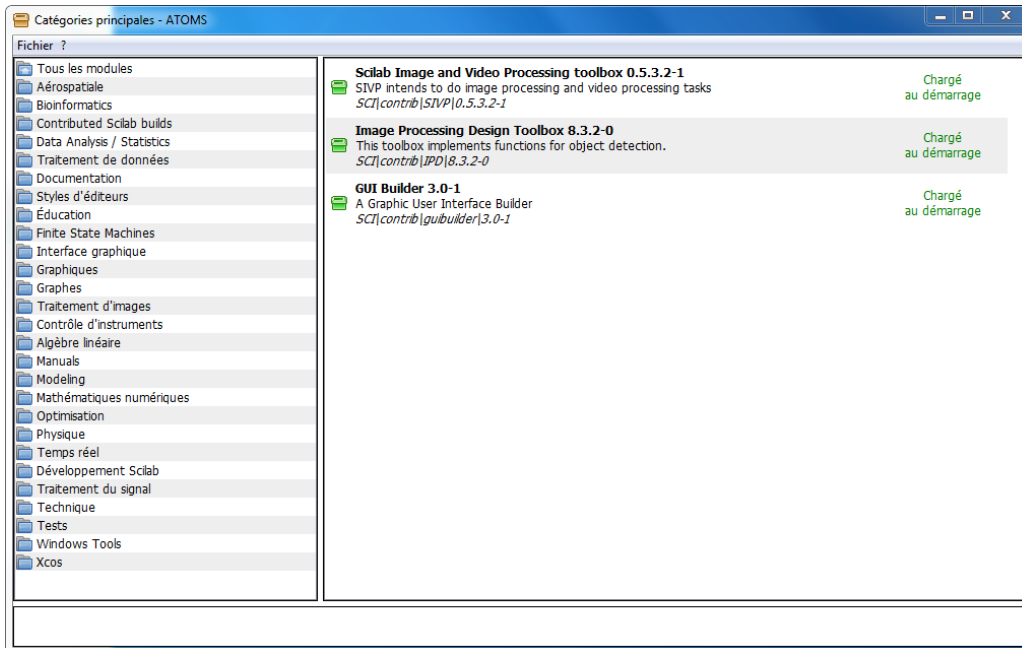 Catégories principales - ATOMS
Fichier ?
Tous les modules
Aérospatiale
Bioinformatics
Contributed Scilab builds
Data Analysis / Statistics
Traitement de données
Documentation
Styles d'éditeurs
Éducation
Finite State Machines
Interface graphique
Graphiques
Graphes
Traitement d'images
Contrôle d'instruments
Algèbre linéaire
Manuals
Modeling
Mathématiques numériques
Optimisation
Physique
Temps réel
Développement Scilab
Traitement du signal
Technique
Tests
Windows Tools
Xcos
Scilab Image and Video Processing toolbox 0.5.3.2-1
SIVP intends to do image processing and video processing tasks
SCI\contrib\SIVP\0.5.3.2-1
Chargé
au démarrage
Image Processing Design Toolbox 8.3.2-0
This toolbox implements functions for object detection.
SCI\contrib\IPD\8.3.2-0
Chargé
au démarrage
GUI Builder 3.0-1
A Graphic User Interface Builder
SCI\contrib\guibuilder\3.0-1
Chargé
au démarrage